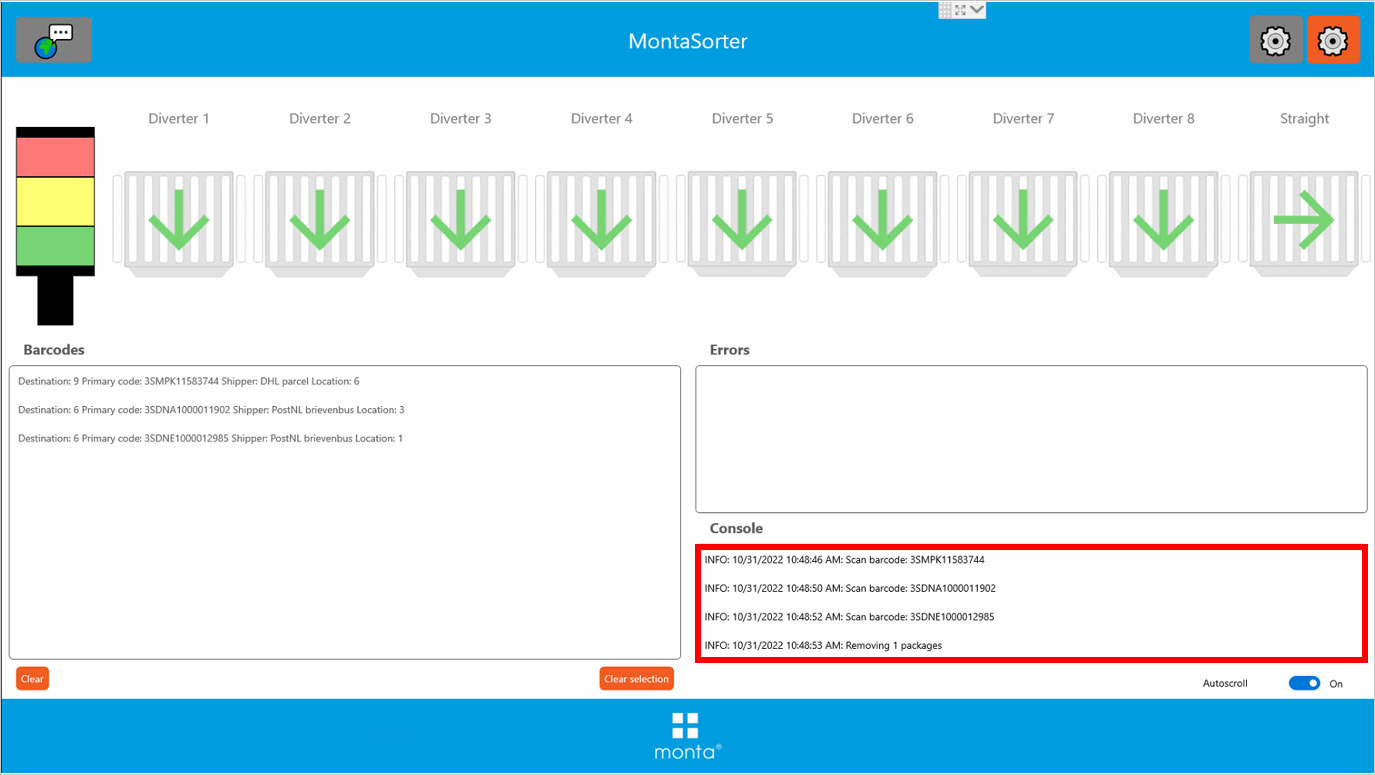 MontaSorter
Diverter 1 Diverter 2 Diverter 3 Diverter 4 Diverter 5 Diverter 6 Diverter 7 Diverter 8 Straight
Barcodes
Destination: 9 Primary code: 3SMPK11583744 Shipper: DHL parcel Location: 6
Destination: 6 Primary code: 3SDNA1000011902 Shipper: PostNL brievenbus Location: 3
Destination: 6 Primary code: 3SDNE1000012985 Shipper: PostNL brievenbus Location: 1
Clear
Clear selection
Errors
Console
INFO: 10/31/2022 10:48:46 AM: Scan barcode: 3SMPK11583744
INFO: 10/31/2022 10:48:50 AM: Scan barcode: 3SDNA1000011902
INFO: 10/31/2022 10:48:52 AM: Scan barcode: 3SDNE1000012985
INFO: 10/31/2022 10:48:53 AM: Removing 1 packages
Autoscroll On
monta®